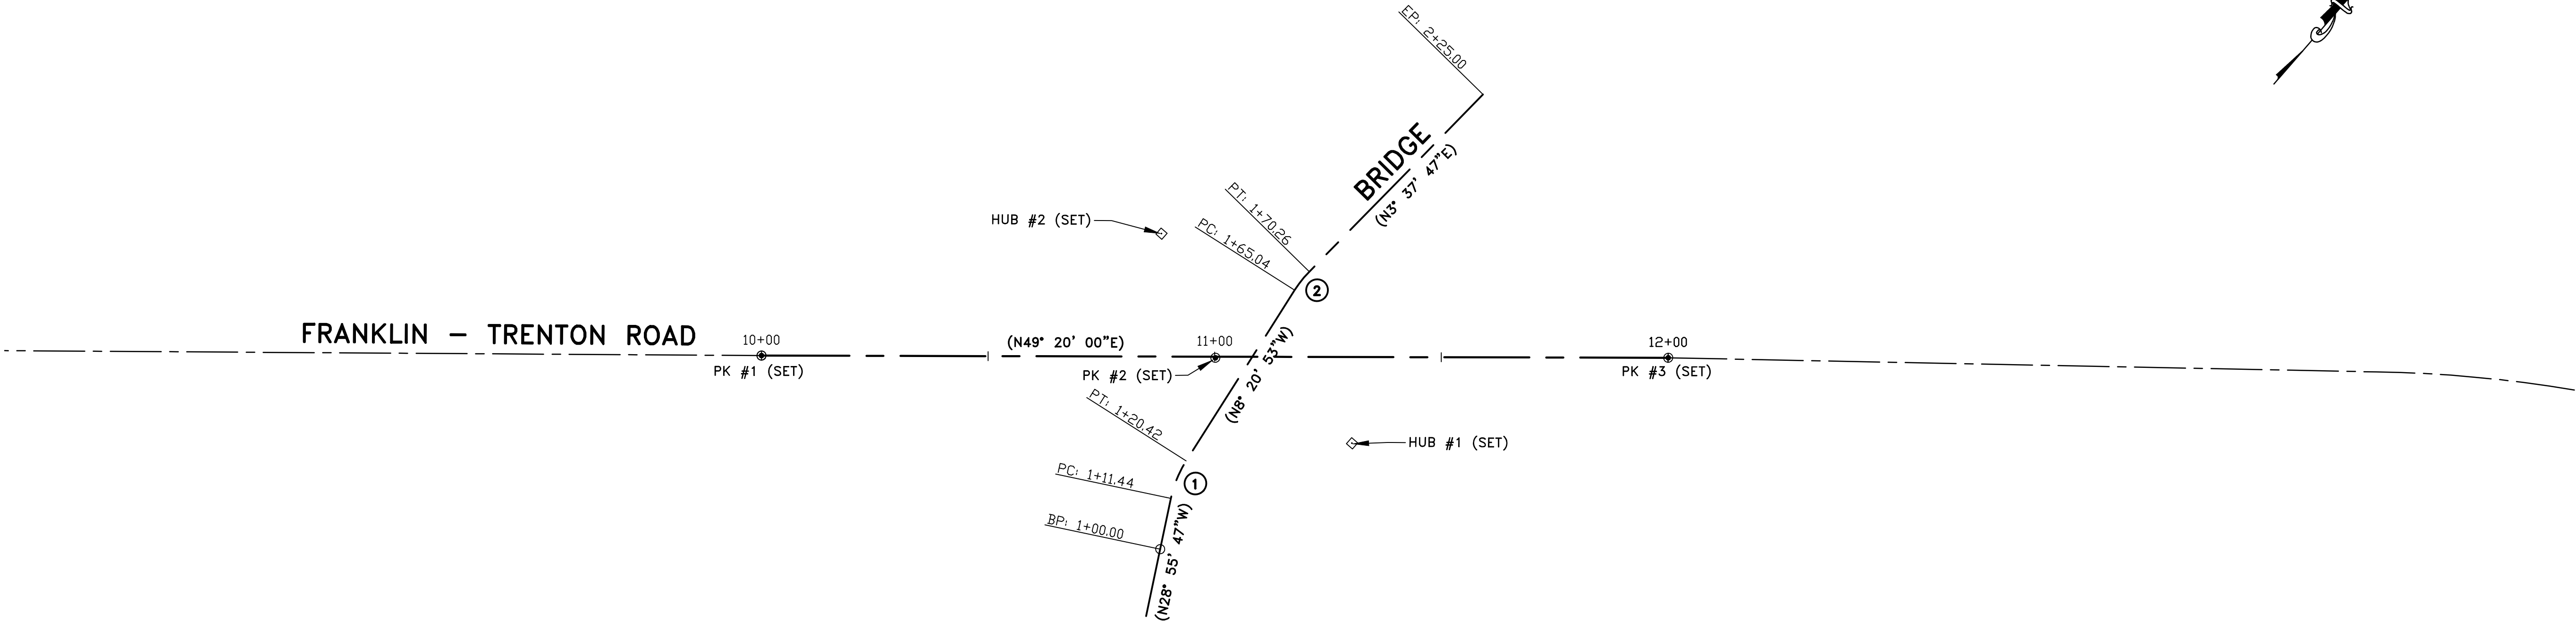 EP: 2+25.00
BRIDGE
(N3° 37' 47"E)
PT: 1+70.26
HUB #2 (SET)
PC: 1+65.04
2
FRANKLIN - TRENTON ROAD
10+00
(N49° 20' 00"E)
11+00
12+00
PK #1 (SET)
PK #2 (SET)
PK #3 (SET)
(N8° 20' 53"W)
PT: 1+20.42
HUB #1 (SET)
PC: 1+11.44
1
BP: 1+00.00
(N28° 55' 47"W)